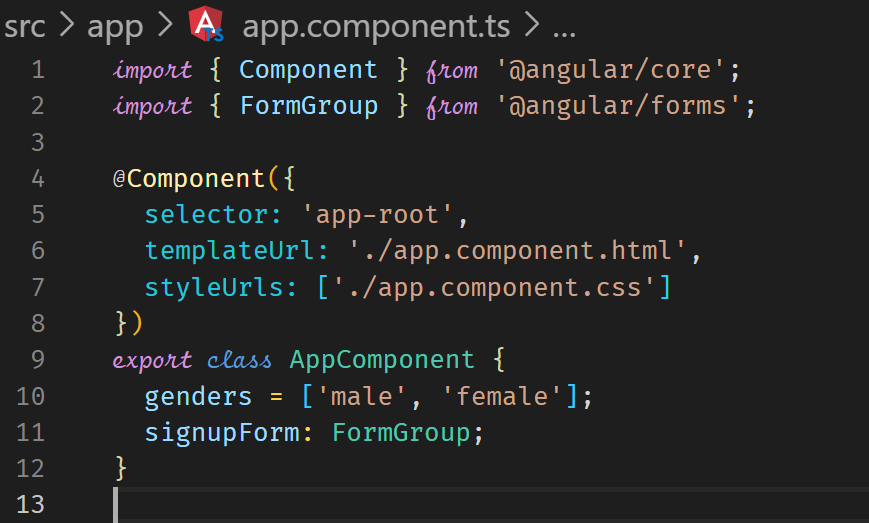 src > app > TS app.component.ts > ...
1 import { Component } from '@angular/core';
2 import { FormGroup } from '@angular/forms';
3
4 @Component({
5   selector: 'app-root',
6   templateUrl: './app.component.html',
7   styleUrls: ['./app.component.css']
8 })
9 export class AppComponent {
10   genders = ['male', 'female'];
11   signupForm: FormGroup;
12 }
13